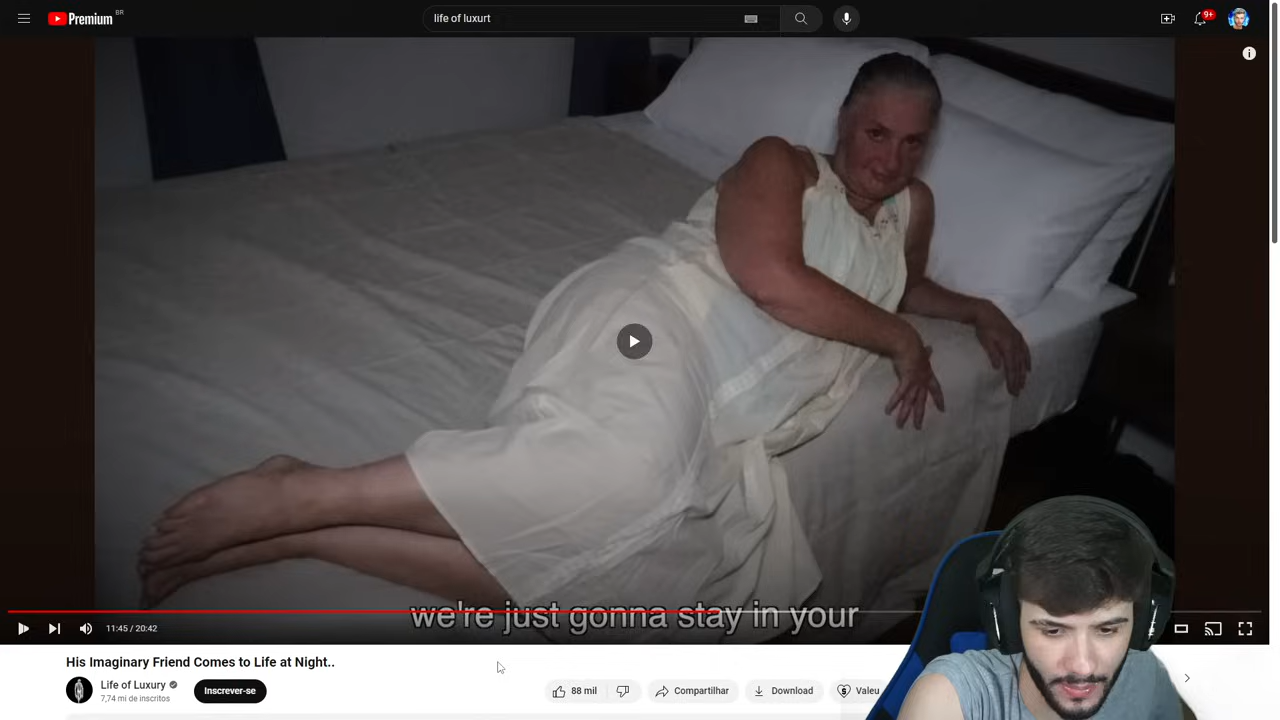 Premium BR
life of luxurt
9+
we're just gonna stay in your
11:45 / 20:42
His Imaginary Friend Comes to Life at Night..
Life of Luxury
7,74 mi de inscritos
Inscrever-se
88 mil
Compartilhar
Download
Valeu